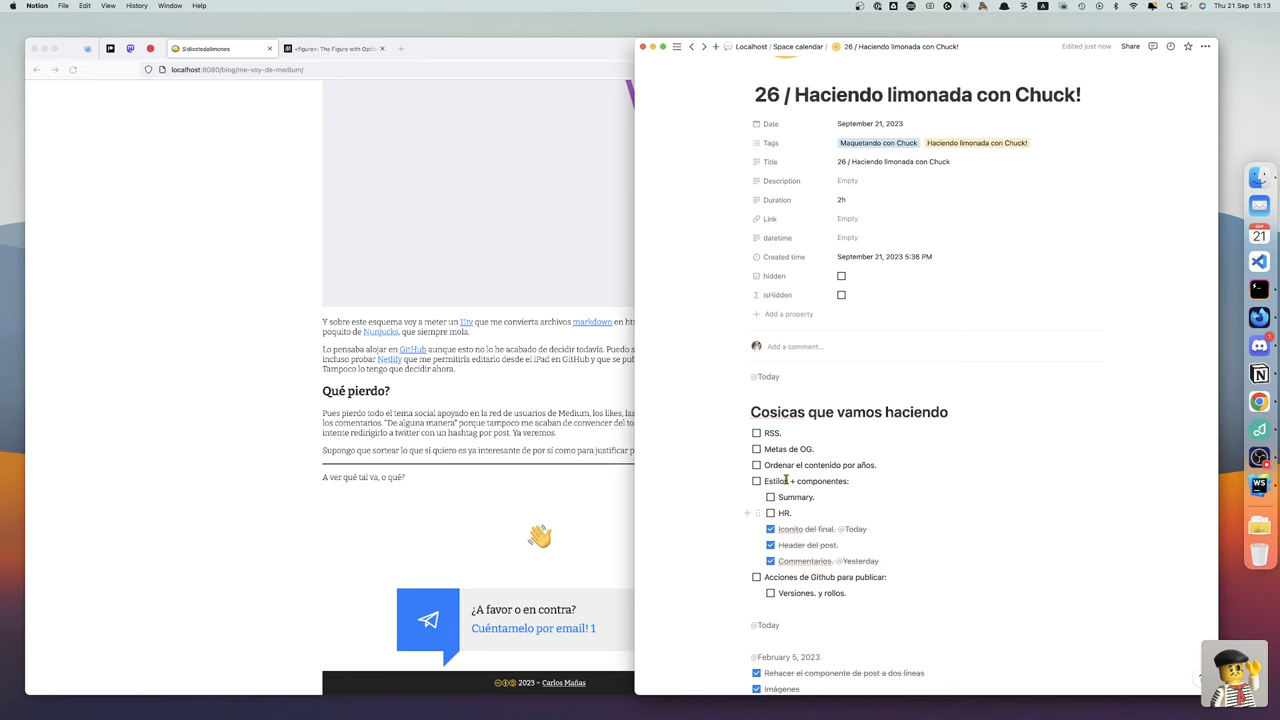 Notion File Edit View History Window Help
Thu 21 Sep 18:13
Sidiostedalimones
<figure>: The Figure with Option
localhost:8080/blog/me-voy-de-medium/
Y sobre este esquema voy a meter un 11ty que me convierta archivos markdown en
poquito de Nunjucks, que siempre mola.
Lo pensaba alojar en GitHub aunque esto no lo he acabado de decidir todavía. Puedo
incluso probar Netlify que me permitiría editarlo desde el iPad en GitHub y que se
Tampoco lo tengo que decidir ahora.
Qué pierdo?
Pues pierdo todo el tema social apoyado en la red de usuarios de Medium, los likes, las
los comentarios. "De alguna manera" porque tampoco me acaban de convencer del
intente redirigirlo a twitter con un hashtag por post. Ya veremos.
Supongo que sortear lo que sí quiero es ya interesante de por sí como para justificar
A ver qué tal va, o qué?
¿A favor o en contra?
Cuéntamelo por email! 1
2023 – Carlos Mañas
Localhost / Space calendar / 26 / Haciendo limonada con Chuck!
Edited just now Share
26 / Haciendo limonada con Chuck!
Date September 21, 2023
Tags Maquetando con Chuck Haciendo limonada con Chuck!
Title 26 / Haciendo limonada con Chuck
Description Empty
Duration 2h
Link Empty
datetime Empty
Created time September 21, 2023 5:36 PM
hidden
isHidden
Add a property
Add a comment...
@Today
Cosicas que vamos haciendo
RSS.
Metas de OG.
Ordenar el contenido por años.
Estilos + componentes:
Summary.
HR.
Iconito del final. @Today
Header del post.
Commentarios. @Yesterday
Acciones de Github para publicar:
Versiones. y rollos.
@Today
@February 5, 2023
Rehacer el componente de post a dos líneas
Imágenes
SEP
21